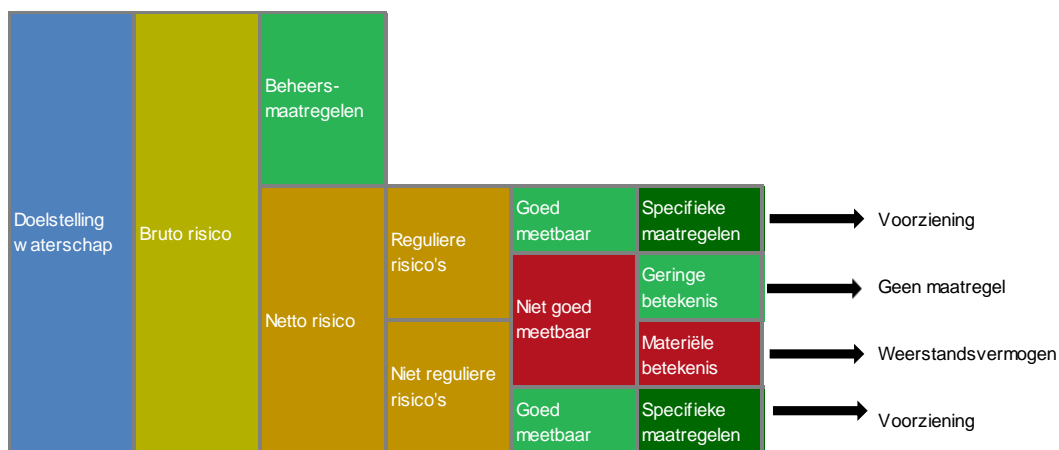 Doelstelling
waterschap
Bruto risico
Beheers-
maatregelen
Netto risico
Reguliere
risico's
Niet reguliere
risico's
Goed
meetbaar
Niet goed
meetbaar
Goed
meetbaar
Specifieke
maatregelen
Geringe
betekenis
Materiële
betekenis
Specifieke
maatregelen
Voorziening
Geen maatregel
Weerstandsvermogen
Voorziening